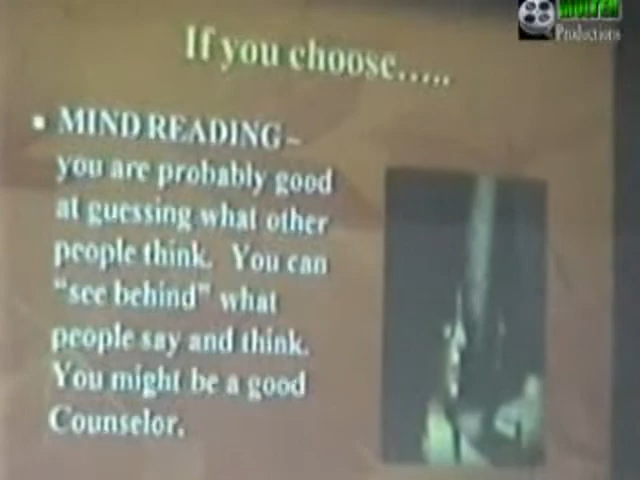 Productions
If you choose.....
• MIND READING –
you are probably good
at guessing what other
people think. You can
"see behind" what
people say and think.
You might be a good
Counselor.